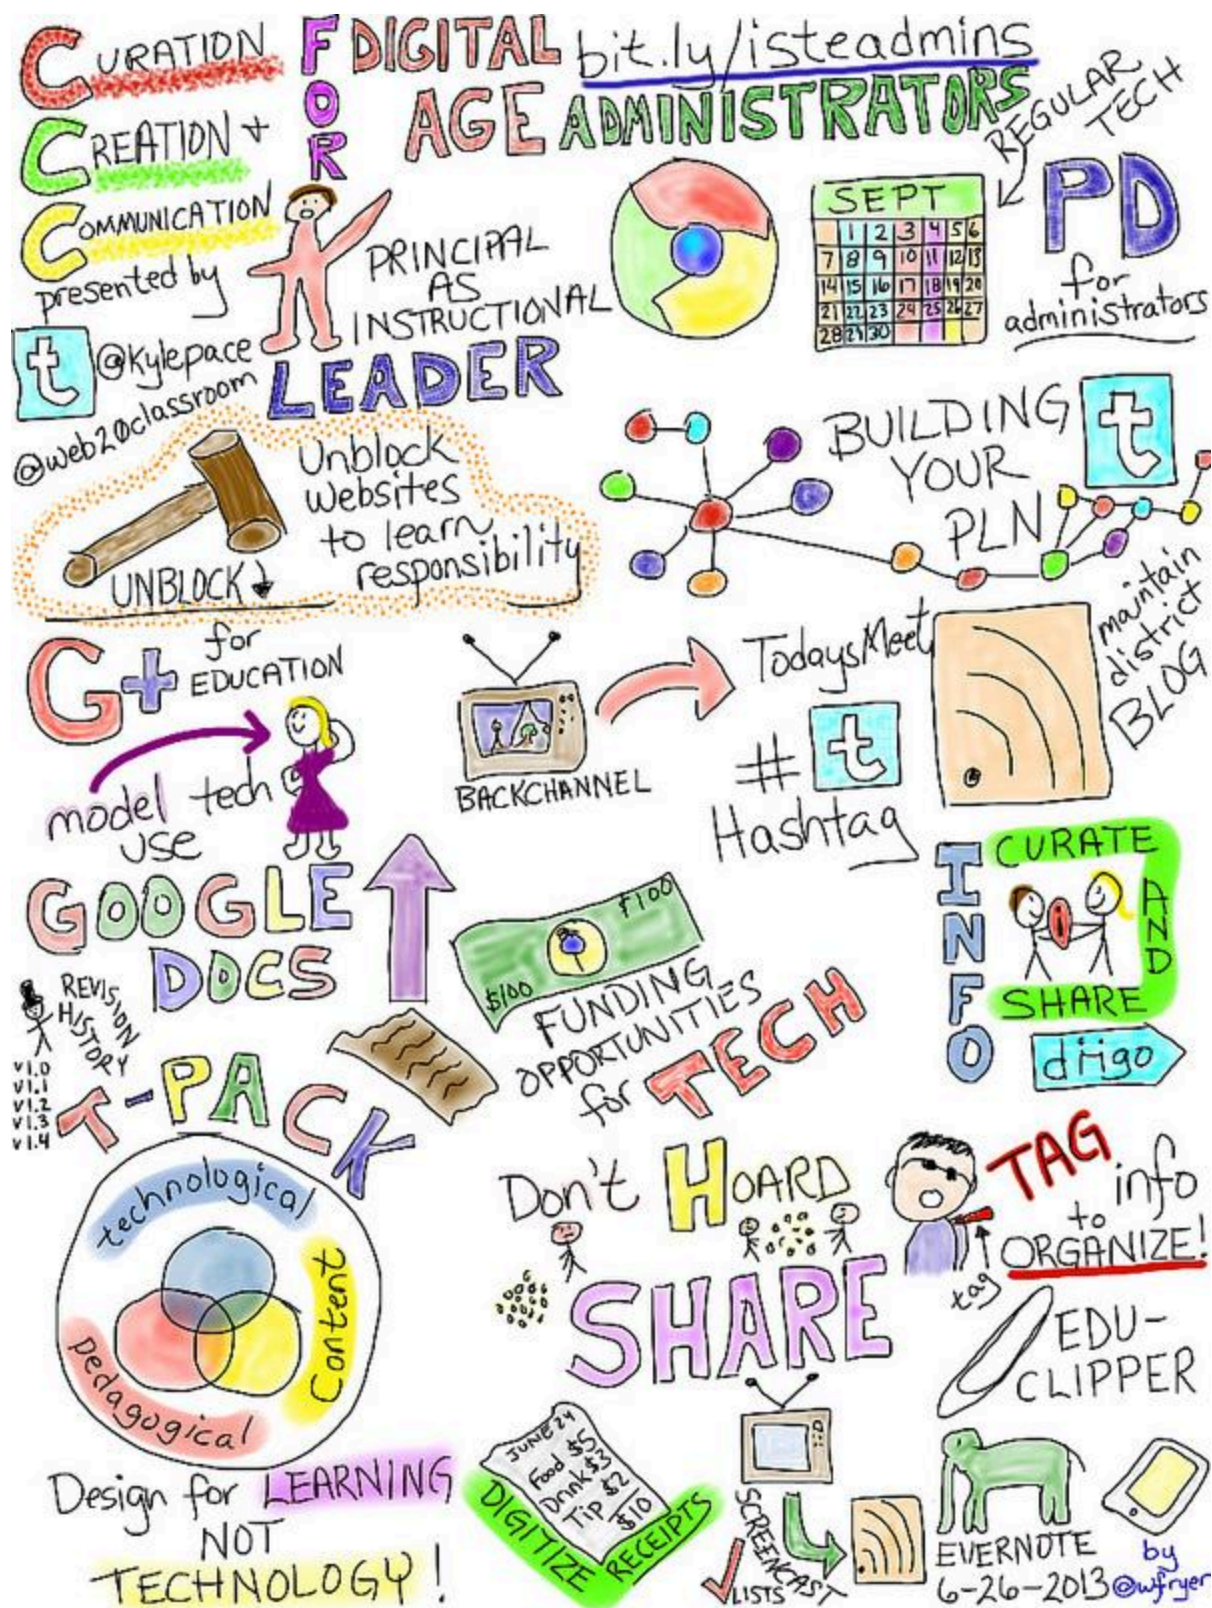 CURATION
CREATION +
COMMUNICATION
presented by
t @kylepace
@web20classroom
FOR
DIGITAL
AGE ADMINISTRATORS
bit.ly/isteadmins
PRINCIPAL
AS
INSTRUCTIONAL
LEADER
SEPT
1 2 3 4 5 6
7 8 9 10 11 12 13
14 15 16 17 18 19 20
21 22 23 24 25 26 27
28 29 30
REGULAR
TECH
PD
for
administrators
UNBLOCK
Unblock
websites
to learn
responsibility
BUILDING
YOUR
PLN
t
maintain
district
BLOG
G+ for
EDUCATION
model tech
use
BACKCHANNEL
TodaysMeet
# t
Hashtag
GOOGLE
DOCS
REVISION
HISTORY
v1.0
v1.1
v1.2
v1.3
v1.4
$100
$100
FUNDING
OPPORTUNITIES
for TECH
INFO
CURATE
AND
SHARE
i
diigo
T-PACK
technological
Content
pedagogical
Design for LEARNING
NOT
TECHNOLOGY!
Don't HOARD
SHARE
TAG
info
to
ORGANIZE!
tag
EDU-
CLIPPER
JUNE 24
Food $5
Drink $3
Tip $2
$10
DIGITIZE
RECEIPTS
SCREENCAST
LISTS
EVERNOTE
6-26-2013
by
@wfryer